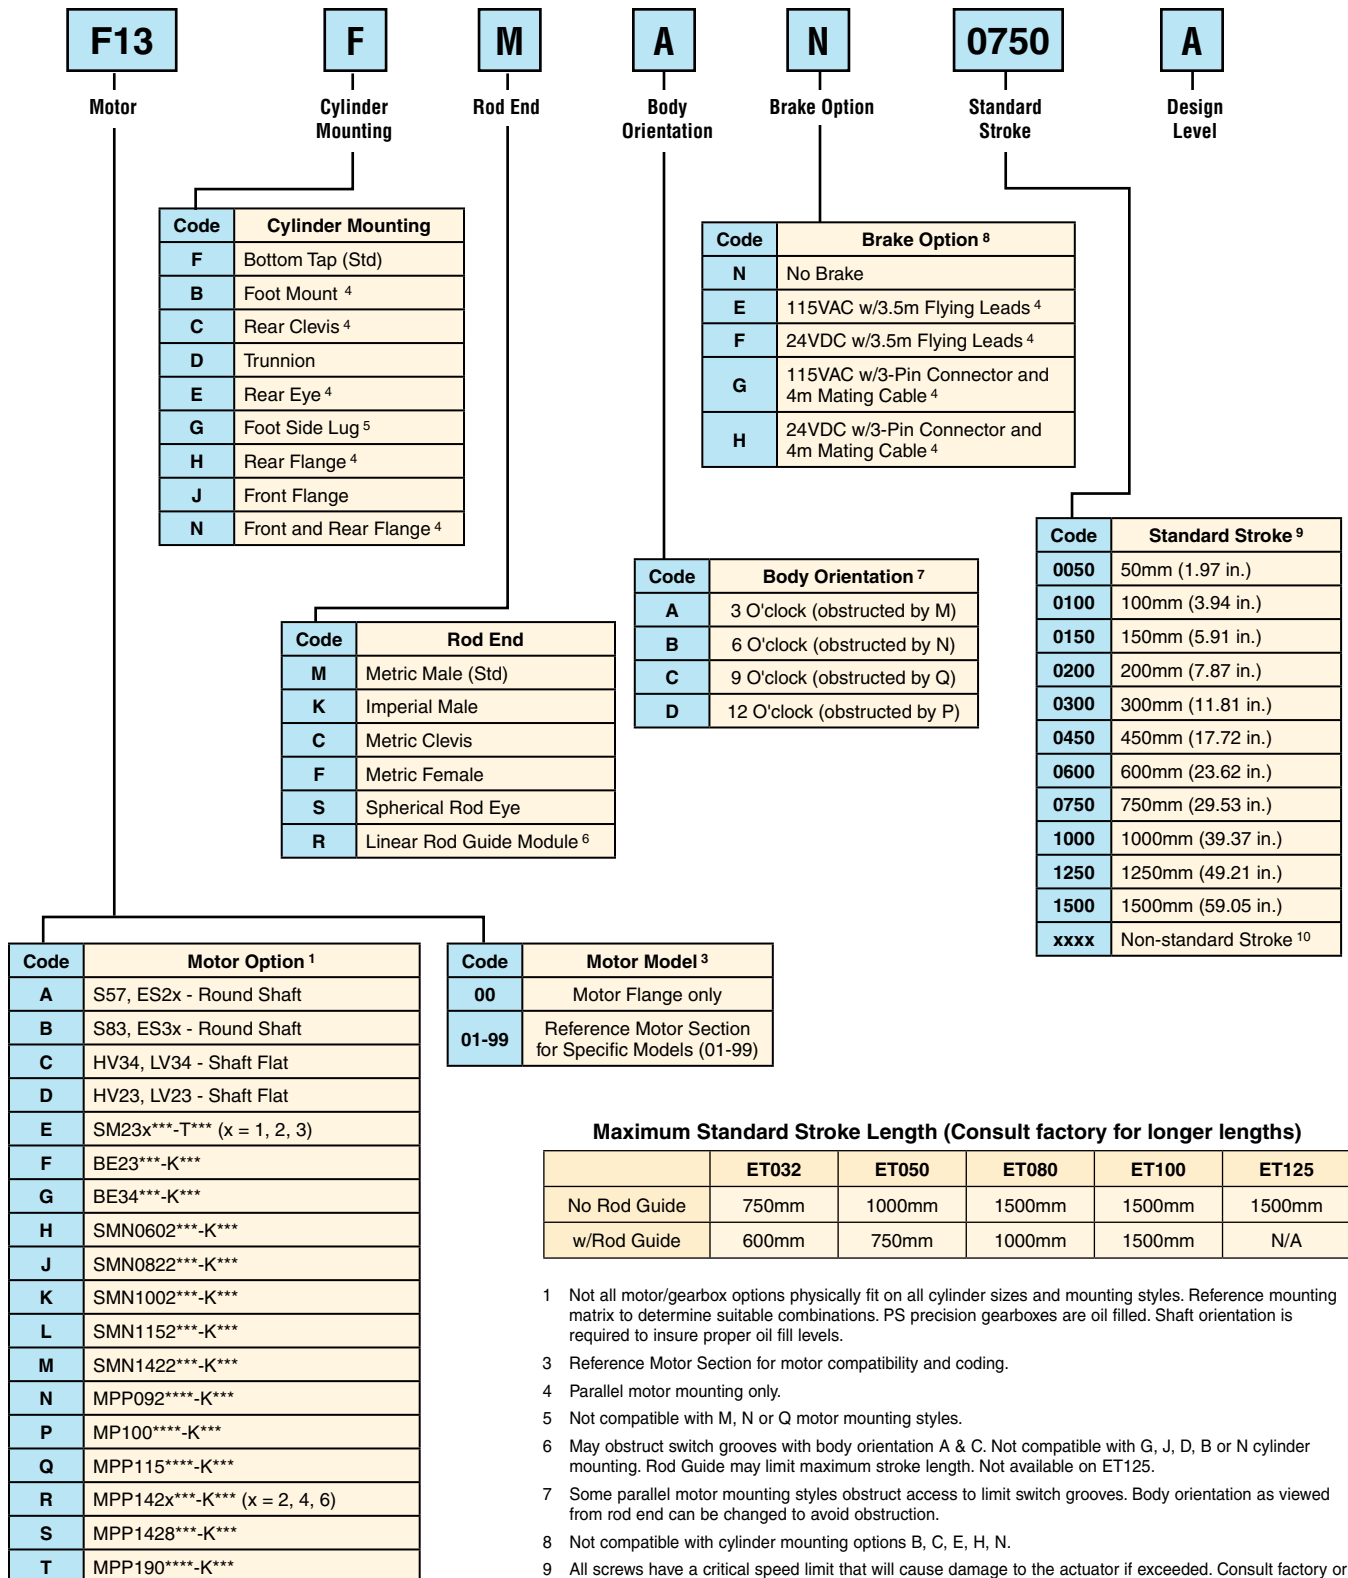 F13 F M A N 0750 A
Motor
Cylinder
Mounting
Rod End
Body
Orientation
Brake Option
Standard
Stroke
Design
Level
Code Cylinder Mounting
F Bottom Tap (Std)
B Foot Mount 4
C Rear Clevis 4
D Trunnion
E Rear Eye 4
G Foot Side Lug 5
H Rear Flange 4
J Front Flange
N Front and Rear Flange 4
Code Brake Option 8
N No Brake
E 115VAC w/3.5m Flying Leads 4
F 24VDC w/3.5m Flying Leads 4
G 115VAC w/3-Pin Connector and
4m Mating Cable 4
H 24VDC w/3-Pin Connector and
4m Mating Cable 4
Code Standard Stroke 9
0050 50mm (1.97 in.)
0100 100mm (3.94 in.)
0150 150mm (5.91 in.)
0200 200mm (7.87 in.)
0300 300mm (11.81 in.)
0450 450mm (17.72 in.)
0600 600mm (23.62 in.)
0750 750mm (29.53 in.)
1000 1000mm (39.37 in.)
1250 1250mm (49.21 in.)
1500 1500mm (59.05 in.)
xxxx Non-standard Stroke 10
Code Body Orientation 7
A 3 O'clock (obstructed by M)
B 6 O'clock (obstructed by N)
C 9 O'clock (obstructed by Q)
D 12 O'clock (obstructed by P)
Code Rod End
M Metric Male (Std)
K Imperial Male
C Metric Clevis
F Metric Female
S Spherical Rod Eye
R Linear Rod Guide Module 6
Code Motor Option 1
A S57, ES2x - Round Shaft
B S83, ES3x - Round Shaft
C HV34, LV34 - Shaft Flat
D HV23, LV23 - Shaft Flat
E SM23x***-T*** (x = 1, 2, 3)
F BE23***-K***
G BE34***-K***
H SMN0602***-K***
J SMN0822***-K***
K SMN1002***-K***
L SMN1152***-K***
M SMN1422***-K***
N MPP092****-K***
P MP100****-K***
Q MPP115****-K***
R MPP142x***-K*** (x = 2, 4, 6)
S MPP1428***-K***
T MPP190****-K***
Code Motor Model 3
00 Motor Flange only
01-99 Reference Motor Section
for Specific Models (01-99)
Maximum Standard Stroke Length (Consult factory for longer lengths)
ET032 ET050 ET080 ET100 ET125
No Rod Guide 750mm 1000mm 1500mm 1500mm 1500mm
w/Rod Guide 600mm 750mm 1000mm 1500mm N/A
1 Not all motor/gearbox options physically fit on all cylinder sizes and mounting styles. Reference mounting
matrix to determine suitable combinations. PS precision gearboxes are oil filled. Shaft orientation is
required to insure proper oil fill levels.
3 Reference Motor Section for motor compatibility and coding.
4 Parallel motor mounting only.
5 Not compatible with M, N or Q motor mounting styles.
6 May obstruct switch grooves with body orientation A & C. Not compatible with G, J, D, B or N cylinder
mounting. Rod Guide may limit maximum stroke length. Not available on ET125.
7 Some parallel motor mounting styles obstruct access to limit switch grooves. Body orientation as viewed
from rod end can be changed to avoid obstruction.
8 Not compatible with cylinder mounting options B, C, E, H, N.
9 All screws have a critical speed limit that will cause damage to the actuator if exceeded. Consult factory or